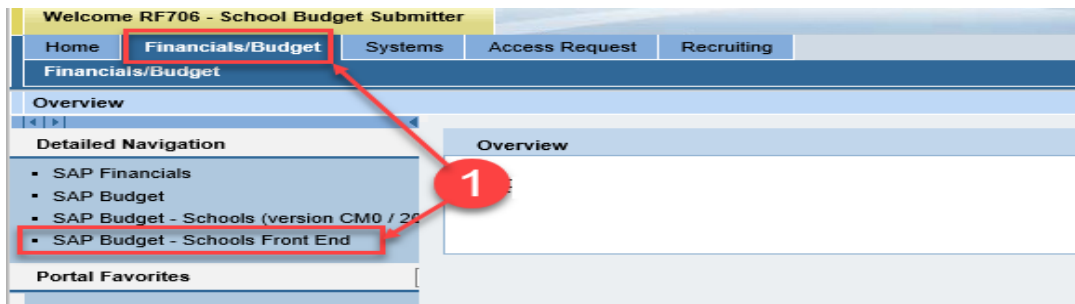 Welcome RF706 - School Budget Submitter
Home Financials/Budget Systems Access Request Recruiting
Financials/Budget
Overview
Detailed Navigation
Overview
SAP Financials
1
SAP Budget
SAP Budget - Schools (version CM0 / 20
SAP Budget - Schools Front End
Portal Favorites